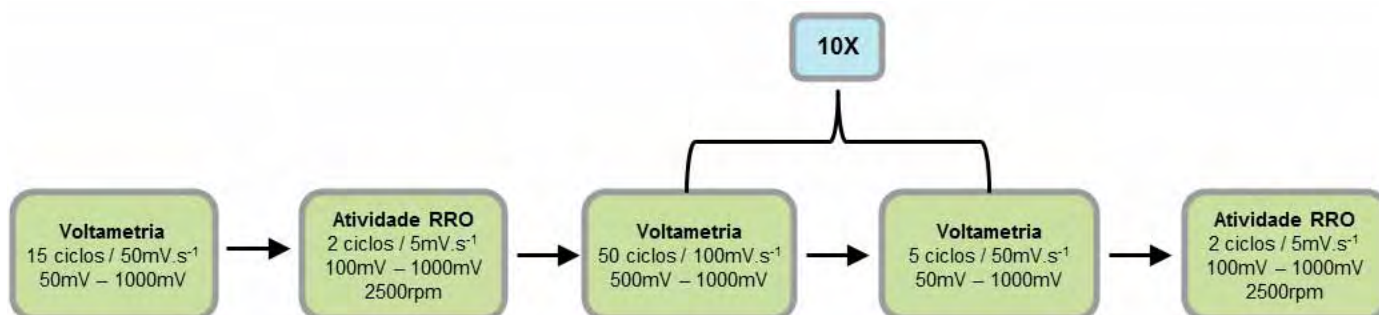 10X
Voltametria
15 ciclos / 50mV.s⁻¹
50mV – 1000mV
Atividade RRO
2 ciclos / 5mV.s⁻¹
100mV – 1000mV
2500rpm
Voltametria
50 ciclos / 100mV.s⁻¹
500mV – 1000mV
Voltametria
5 ciclos / 50mV.s⁻¹
50mV – 1000mV
Atividade RRO
2 ciclos / 5mV.s⁻¹
100mV – 1000mV
2500rpm